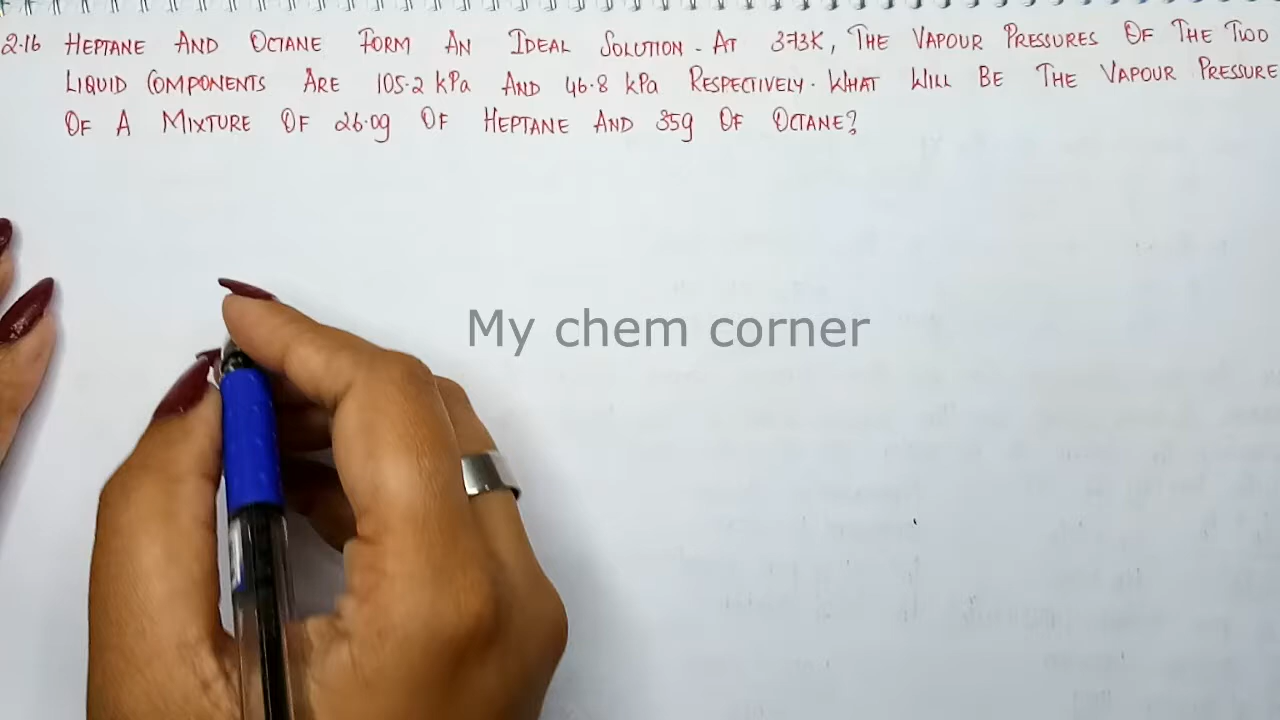 2.16 HEPTANE AND OCTANE FORM AN IDEAL SOLUTION. AT 373K, THE VAPOUR PRESSURES OF THE TWO
LIQUID COMPONENTS ARE 105.2 kPa AND 46.8 kPa RESPECTIVELY. WHAT WILL BE THE VAPOUR PRESSURE
OF A MIXTURE OF 26.0g OF HEPTANE AND 35g OF OCTANE?
My chem corner